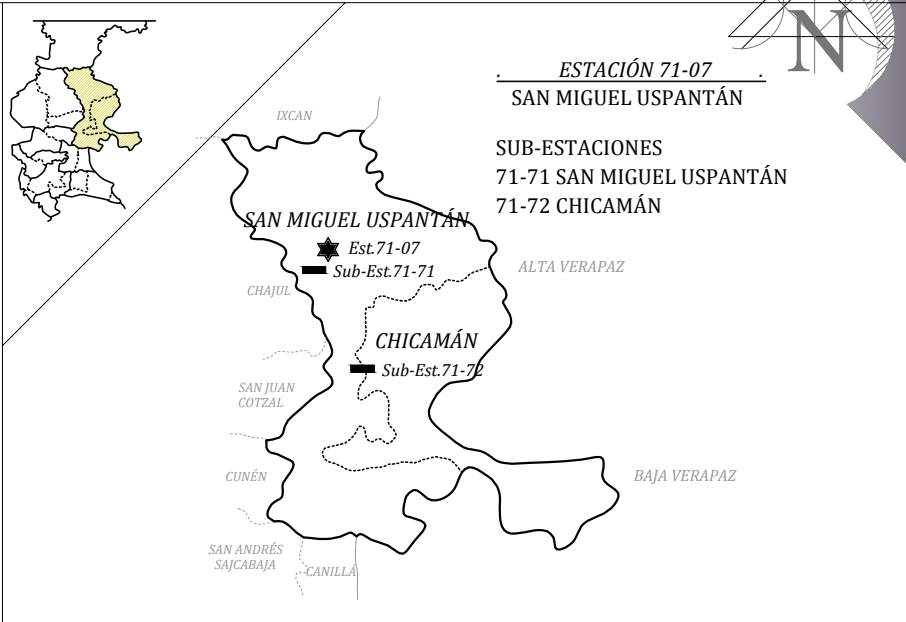 N
. ESTACIÓN 71-07 .
SAN MIGUEL USPANTÁN
SUB-ESTACIONES
71-71 SAN MIGUEL USPANTÁN
71-72 CHICAMÁN
IXCAN
SAN MIGUEL USPANTÁN
Est.71-07
Sub-Est.71-71
ALTA VERAPAZ
CHAJUL
CHICAMÁN
Sub-Est.71-72
SAN JUAN
COTZAL
CUNÉN
BAJA VERAPAZ
SAN ANDRÉS
SAJCABAJA
CANILLÁ